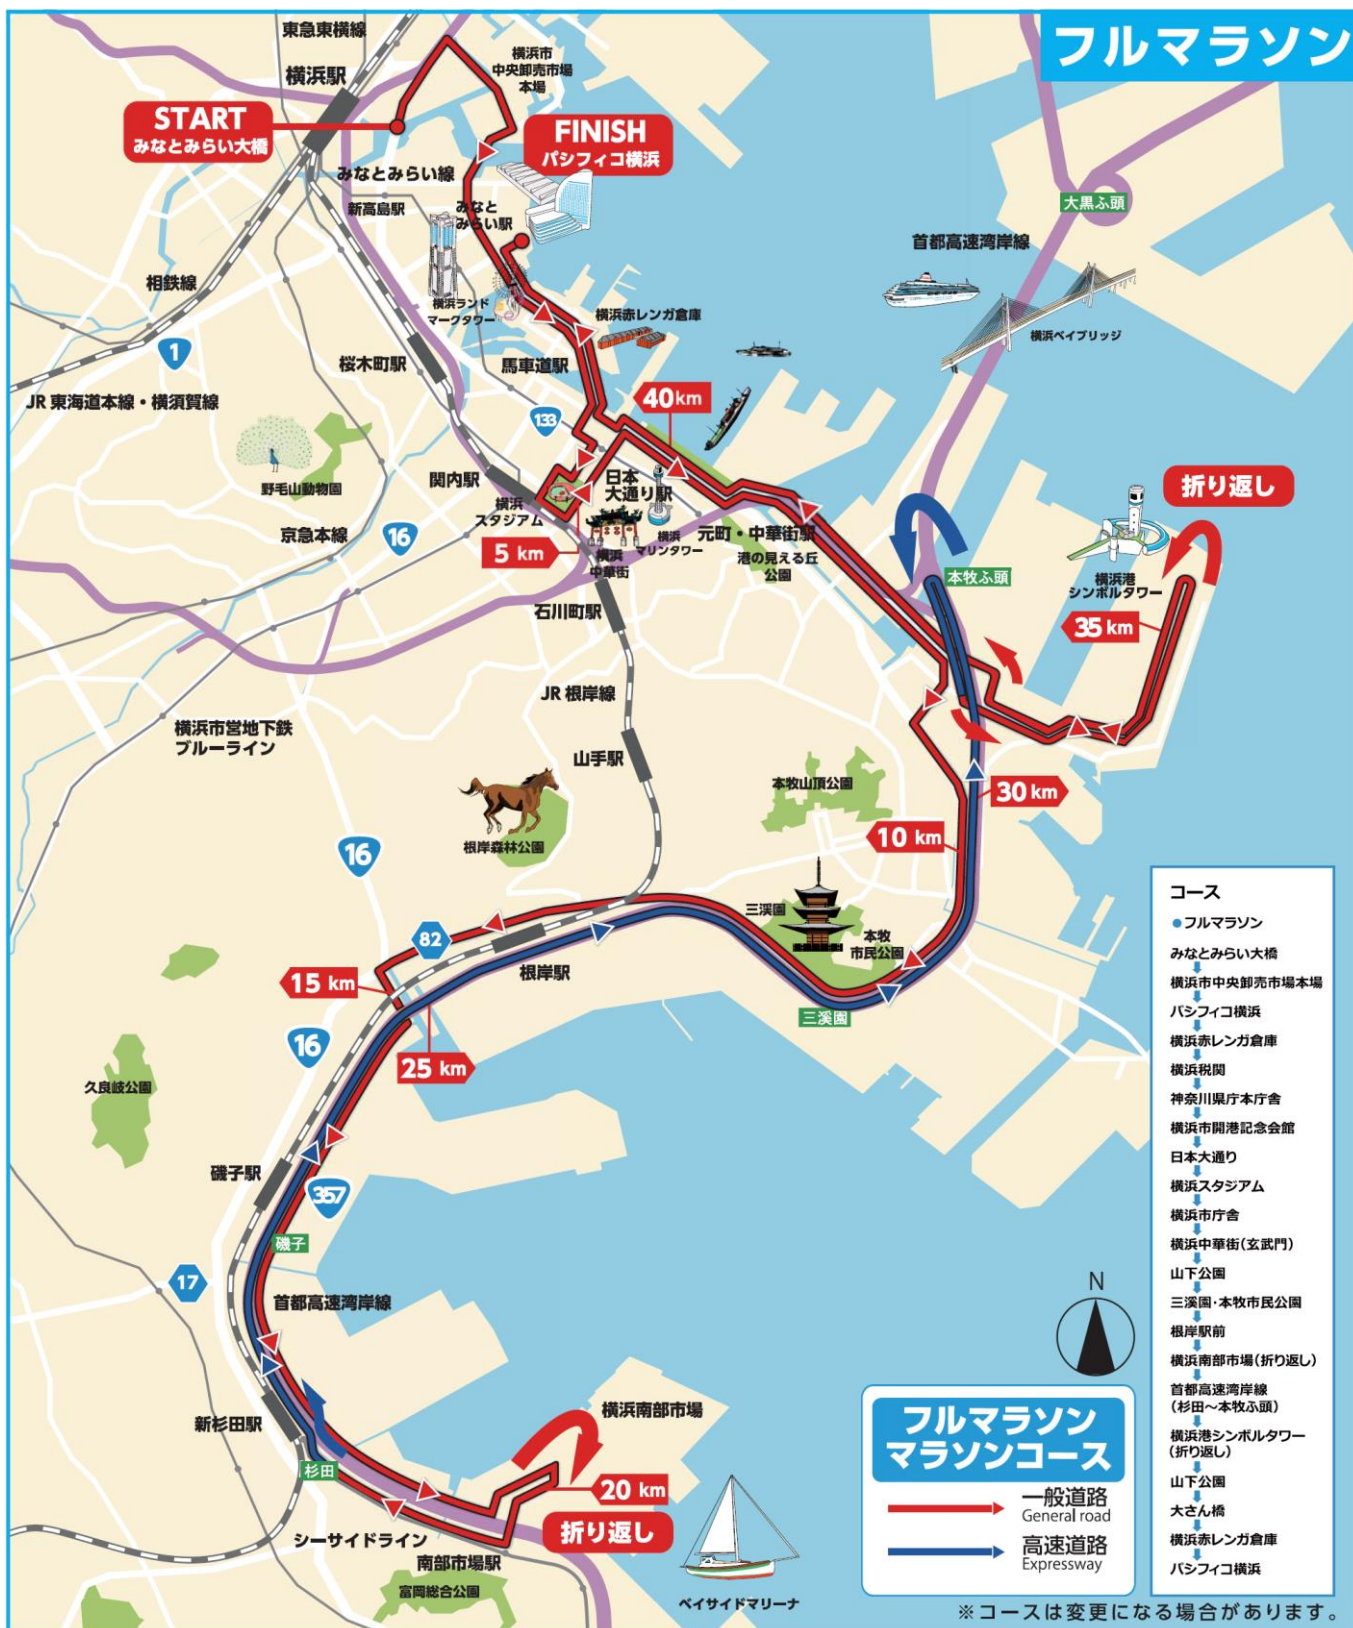 フルマラソン
東急東横線
横浜駅
横浜市
中央卸売市場
本場
START
みなとみらい大橋
FINISH
パシフィコ横浜
みなとみらい線
新高島駅
みなと
みらい駅
大黒ふ頭
首都高速湾岸線
相鉄線
横浜ランド
マークタワー
横浜赤レンガ倉庫
横浜ベイブリッジ
1
桜木町駅
馬車道駅
JR 東海道本線・横須賀線
40km
133
野毛山動物園
関内駅
日本
大通り駅
折り返し
横浜
スタジアム
京急本線
16
5 km
横浜
中華街
横浜
マリンタワー
元町・中華街駅
港の見える丘
公園
本牧ふ頭
横浜港
シンボルタワー
石川町駅
35 km
JR 根岸線
横浜市営地下鉄
ブルーライン
山手駅
本牧山頂公園
30 km
10 km
16
根岸森林公園
三溪園
本牧
市民公園
82
根岸駅
15 km
三溪園
16
25 km
久良岐公園
磯子駅
357
磯子
17
首都高速湾岸線
新杉田駅
横浜南部市場
杉田
20 km
折り返し
シーサイドライン
南部市場駅
富岡総合公園
ベイサイドマリーナ
N
フルマラソン
マラソンコース
一般道路
General road
高速道路
Expressway
コース
●フルマラソン
みなとみらい大橋
横浜市中央卸売市場本場
パシフィコ横浜
横浜赤レンガ倉庫
横浜税関
神奈川県庁本庁舎
横浜市開港記念会館
日本大通り
横浜スタジアム
横浜市庁舎
横浜中華街(玄武門)
山下公園
三溪園・本牧市民公園
根岸駅前
横浜南部市場(折り返し)
首都高速湾岸線
(杉田～本牧ふ頭)
横浜港シンボルタワー
(折り返し)
山下公園
大さん橋
横浜赤レンガ倉庫
パシフィコ横浜
※コースは変更になる場合があります。